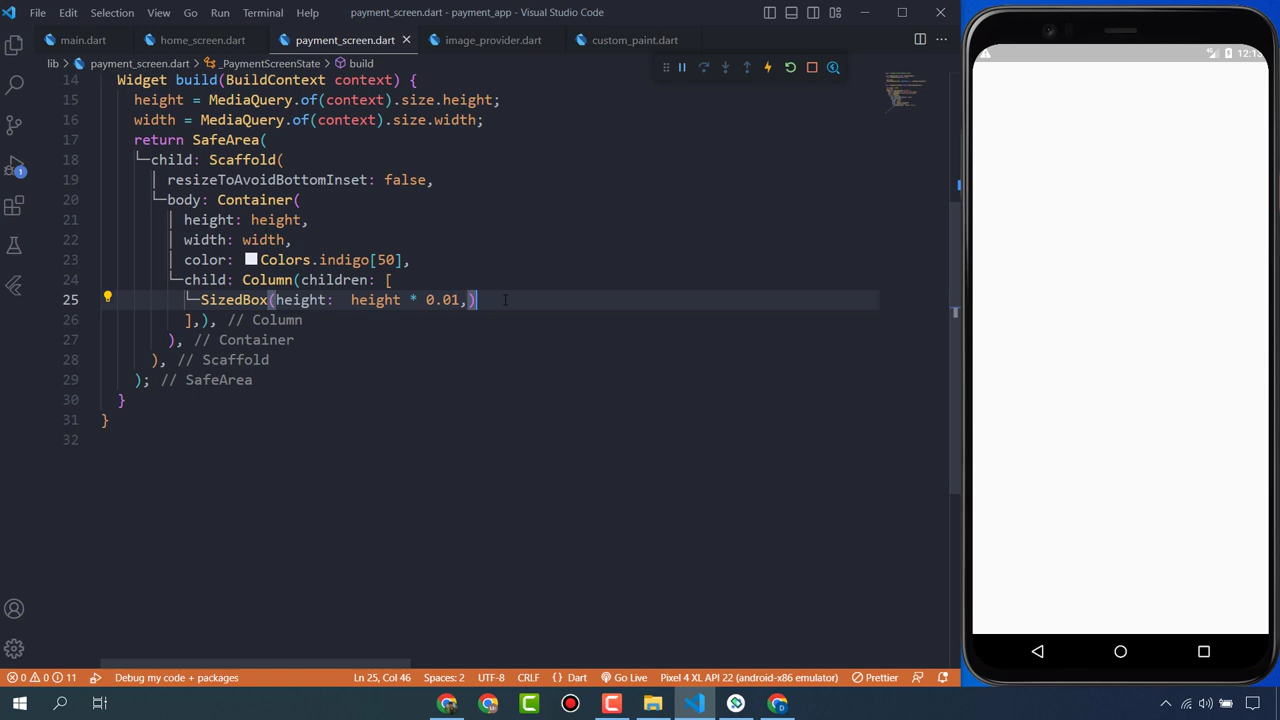 File Edit Selection View Go Run Terminal Help payment_screen.dart - payment_app - Visual Studio Code
main.dart home_screen.dart payment_screen.dart image_provider.dart custom_paint.dart
lib > payment_screen.dart > _PaymentScreenState > build
14 Widget build(BuildContext context) {
15 height = MediaQuery.of(context).size.height;
16 width = MediaQuery.of(context).size.width;
17 return SafeArea(
18 child: Scaffold(
19 resizeToAvoidBottomInset: false,
20 body: Container(
21 height: height,
22 width: width,
23 color: Colors.indigo[50],
24 child: Column(children: [
25 SizedBox(height:  height * 0.01,)
26 ],), // Column
27 ), // Container
28 ), // Scaffold
29 ); // SafeArea
30 }
31 }
32
1
0 0 11 Debug my code + packages Ln 25, Col 46 Spaces: 2 UTF-8 CRLF {} Dart Go Live Pixel 4 XL API 22 (android-x86 emulator) Prettier